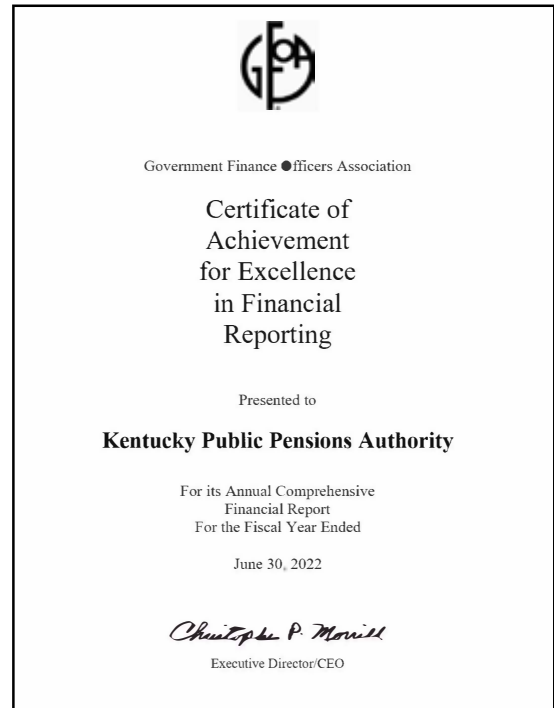 GFOA
Government Finance ●fficers Association
Certificate of
Achievement
for Excellence
in Financial
Reporting
Presented to
Kentucky Public Pensions Authority
For its Annual Comprehensive
Financial Report
For the Fiscal Year Ended
June 30, 2022
Christopher P. Morrill
Executive Director/CEO